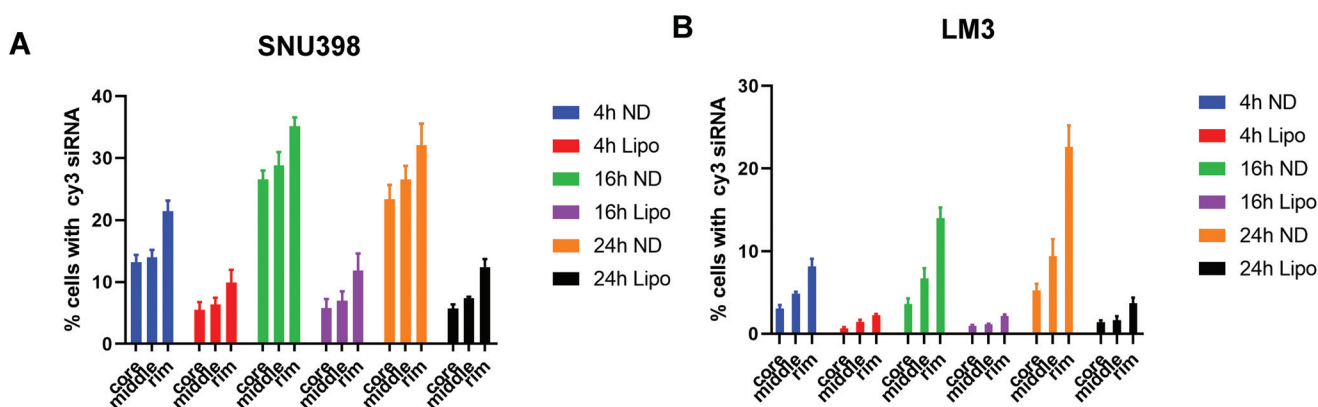 A
SNU398
% cells with cy3 siRNA
40
30
20
10
0
core
middle
rim
core
middle
rim
core
middle
rim
core
middle
rim
core
middle
rim
core
middle
rim
4h ND
4h Lipo
16h ND
16h Lipo
24h ND
24h Lipo
B
LM3
% cells with cy3 siRNA
30
20
10
0
core
middle
rim
core
middle
rim
core
middle
rim
core
middle
rim
core
middle
rim
core
middle
rim
4h ND
4h Lipo
16h ND
16h Lipo
24h ND
24h Lipo